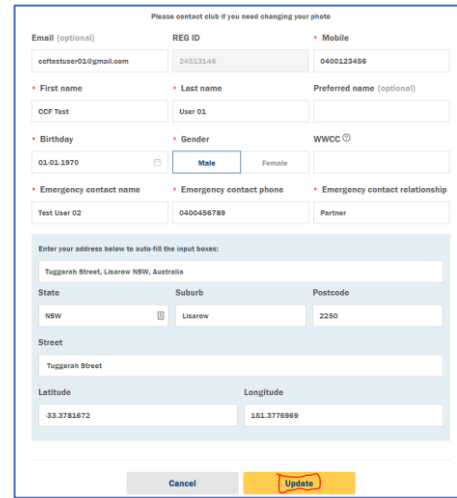 Please contact club if you need changing your photo
Email (optional) REG ID * Mobile
ccftestuser01@gmail.com 24513146 0400123456
* First name * Last name Preferred name (optional)
CCF Test User 01
* Birthday * Gender WWCC ?
01-01-1970 Male Female
* Emergency contact name * Emergency contact phone * Emergency contact relationship
Test User 02 0400456789 Partner
Enter your address below to auto-fill the input boxes:
Tuggerah Street, Lisarow NSW, Australia
State Suburb Postcode
NSW Lisarow 2250
Street
Tuggerah Street
Latitude Longitude
-33.3781672 151.3776969
Cancel Update